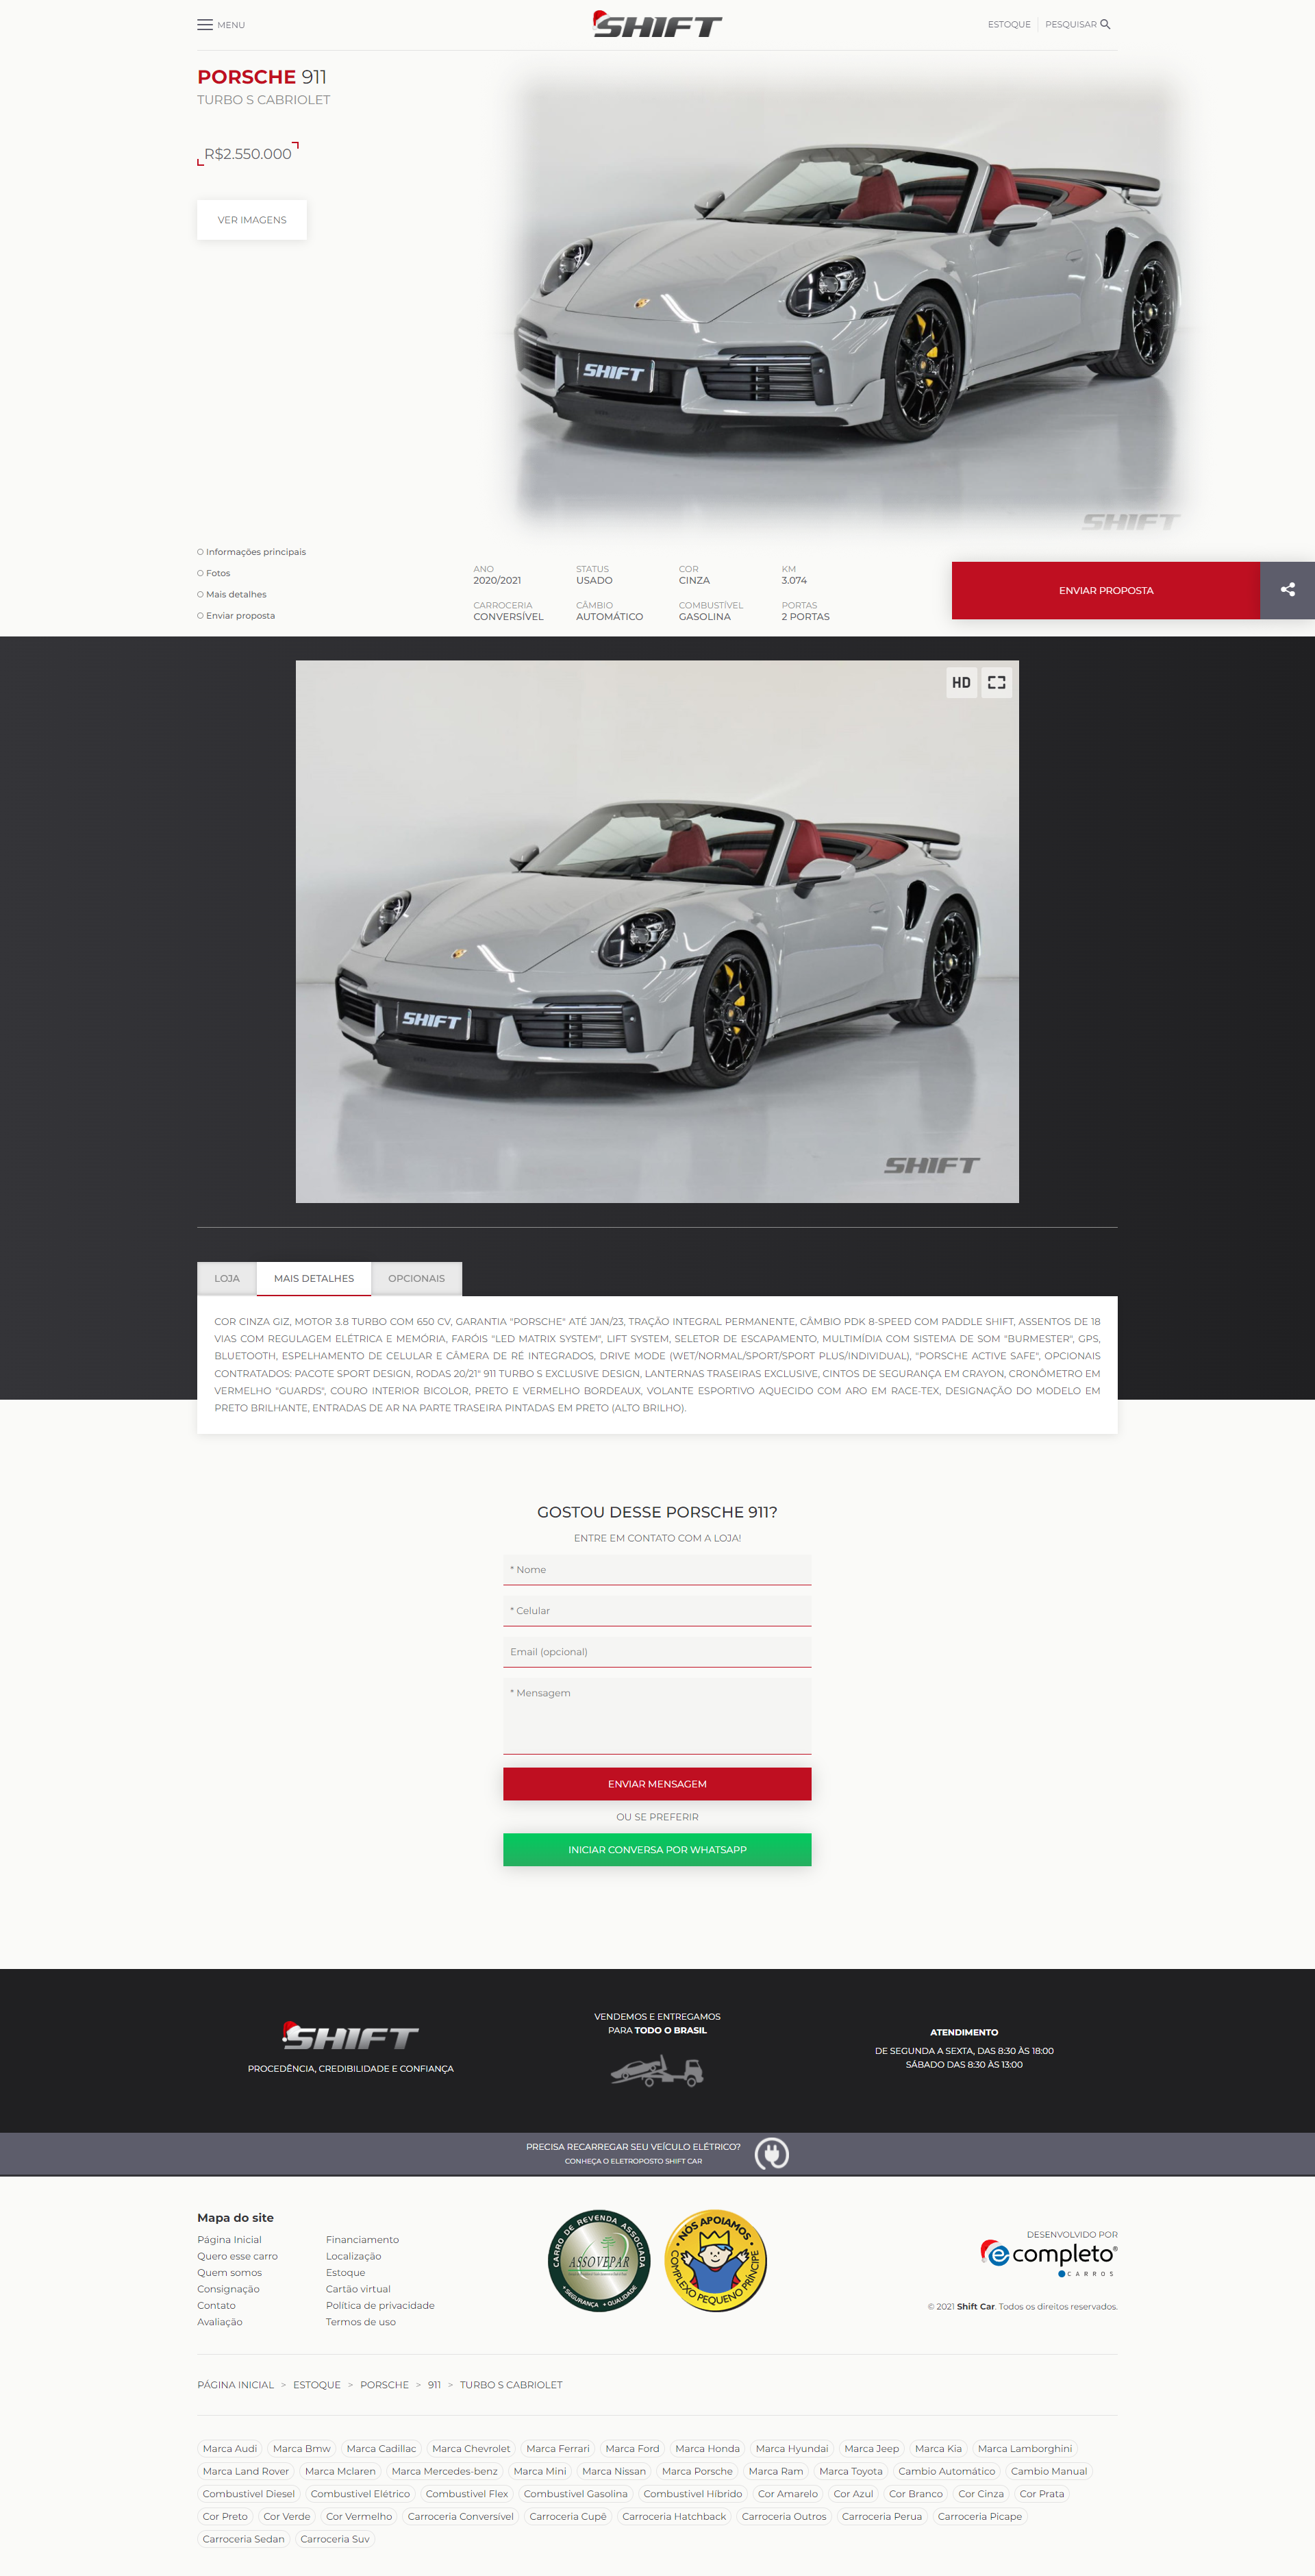 MENU
SHIFT
ESTOQUE
PESQUISAR
PORSCHE 911
TURBO S CABRIOLET
R$2.550.000
VER IMAGENS
SHIFT
SHIFT
Informações principais
Fotos
Mais detalhes
Enviar proposta
ANO
2020/2021
STATUS
USADO
COR
CINZA
KM
3.074
CARROCERIA
CONVERSÍVEL
CÂMBIO
AUTOMÁTICO
COMBUSTÍVEL
GASOLINA
PORTAS
2 PORTAS
ENVIAR PROPOSTA
HD
SHIFT
SHIFT
LOJA
MAIS DETALHES
OPCIONAIS
COR CINZA GIZ, MOTOR 3.8 TURBO COM 650 CV, GARANTIA "PORSCHE" ATÉ JAN/23, TRAÇÃO INTEGRAL PERMANENTE, CÂMBIO PDK 8-SPEED COM PADDLE SHIFT, ASSENTOS DE 18
VIAS COM REGULAGEM ELÉTRICA E MEMÓRIA, FARÓIS "LED MATRIX SYSTEM", LIFT SYSTEM, SELETOR DE ESCAPAMENTO, MULTIMÍDIA COM SISTEMA DE SOM "BURMESTER", GPS,
BLUETOOTH, ESPELHAMENTO DE CELULAR E CÂMERA DE RÉ INTEGRADOS, DRIVE MODE (WET/NORMAL/SPORT/SPORT PLUS/INDIVIDUAL), "PORSCHE ACTIVE SAFE", OPCIONAIS
CONTRATADOS: PACOTE SPORT DESIGN, RODAS 20/21" 911 TURBO S EXCLUSIVE DESIGN, LANTERNAS TRASEIRAS EXCLUSIVE, CINTOS DE SEGURANÇA EM CRAYON, CRONÔMETRO EM
VERMELHO "GUARDS", COURO INTERIOR BICOLOR, PRETO E VERMELHO BORDEAUX, VOLANTE ESPORTIVO AQUECIDO COM ARO EM RACE-TEX, DESIGNAÇÃO DO MODELO EM
PRETO BRILHANTE, ENTRADAS DE AR NA PARTE TRASEIRA PINTADAS EM PRETO (ALTO BRILHO).
GOSTOU DESSE PORSCHE 911?
ENTRE EM CONTATO COM A LOJA!
* Nome
* Celular
Email (opcional)
* Mensagem
ENVIAR MENSAGEM
OU SE PREFERIR
INICIAR CONVERSA POR WHATSAPP
SHIFT
PROCEDÊNCIA, CREDIBILIDADE E CONFIANÇA
VENDEMOS E ENTREGAMOS
PARA TODO O BRASIL
ATENDIMENTO
DE SEGUNDA A SEXTA, DAS 8:30 ÀS 18:00
SÁBADO DAS 8:30 ÀS 13:00
PRECISA RECARREGAR SEU VEÍCULO ELÉTRICO?
CONHEÇA O ELETROPOSTO SHIFT CAR
Mapa do site
Página Inicial
Quero esse carro
Quem somos
Consignação
Contato
Avaliação
Financiamento
Localização
Estoque
Cartão virtual
Política de privacidade
Termos de uso
CARRO DE REVENDA ASSOCIADA
ASSOVEPAR
+ SEGURANÇA + QUALIDADE
NÓS APOIAMOS
COMPLEXO PEQUENO PRÍNCIPE
DESENVOLVIDO POR
e completo®
CARROS
© 2021 Shift Car. Todos os direitos reservados.
PÁGINA INICIAL > ESTOQUE > PORSCHE > 911 > TURBO S CABRIOLET
Marca Audi Marca Bmw Marca Cadillac Marca Chevrolet Marca Ferrari Marca Ford Marca Honda Marca Hyundai Marca Jeep Marca Kia Marca Lamborghini
Marca Land Rover Marca Mclaren Marca Mercedes-benz Marca Mini Marca Nissan Marca Porsche Marca Ram Marca Toyota Cambio Automático Cambio Manual
Combustivel Diesel Combustivel Elétrico Combustivel Flex Combustivel Gasolina Combustivel Híbrido Cor Amarelo Cor Azul Cor Branco Cor Cinza Cor Prata
Cor Preto Cor Verde Cor Vermelho Carroceria Conversível Carroceria Cupê Carroceria Hatchback Carroceria Outros Carroceria Perua Carroceria Picape
Carroceria Sedan Carroceria Suv